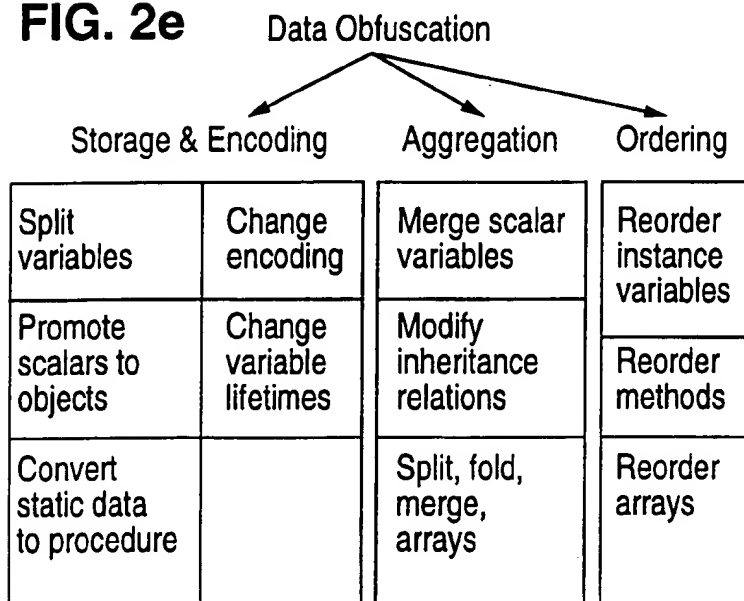 FIG. 2e
Data Obfuscation
Storage & Encoding
Aggregation
Ordering
Split
variables
Change
encoding
Merge scalar
variables
Reorder
instance
variables
Promote
scalars to
objects
Change
variable
lifetimes
Modify
inheritance
relations
Reorder
methods
Convert
static data
to procedure
Split, fold,
merge,
arrays
Reorder
arrays